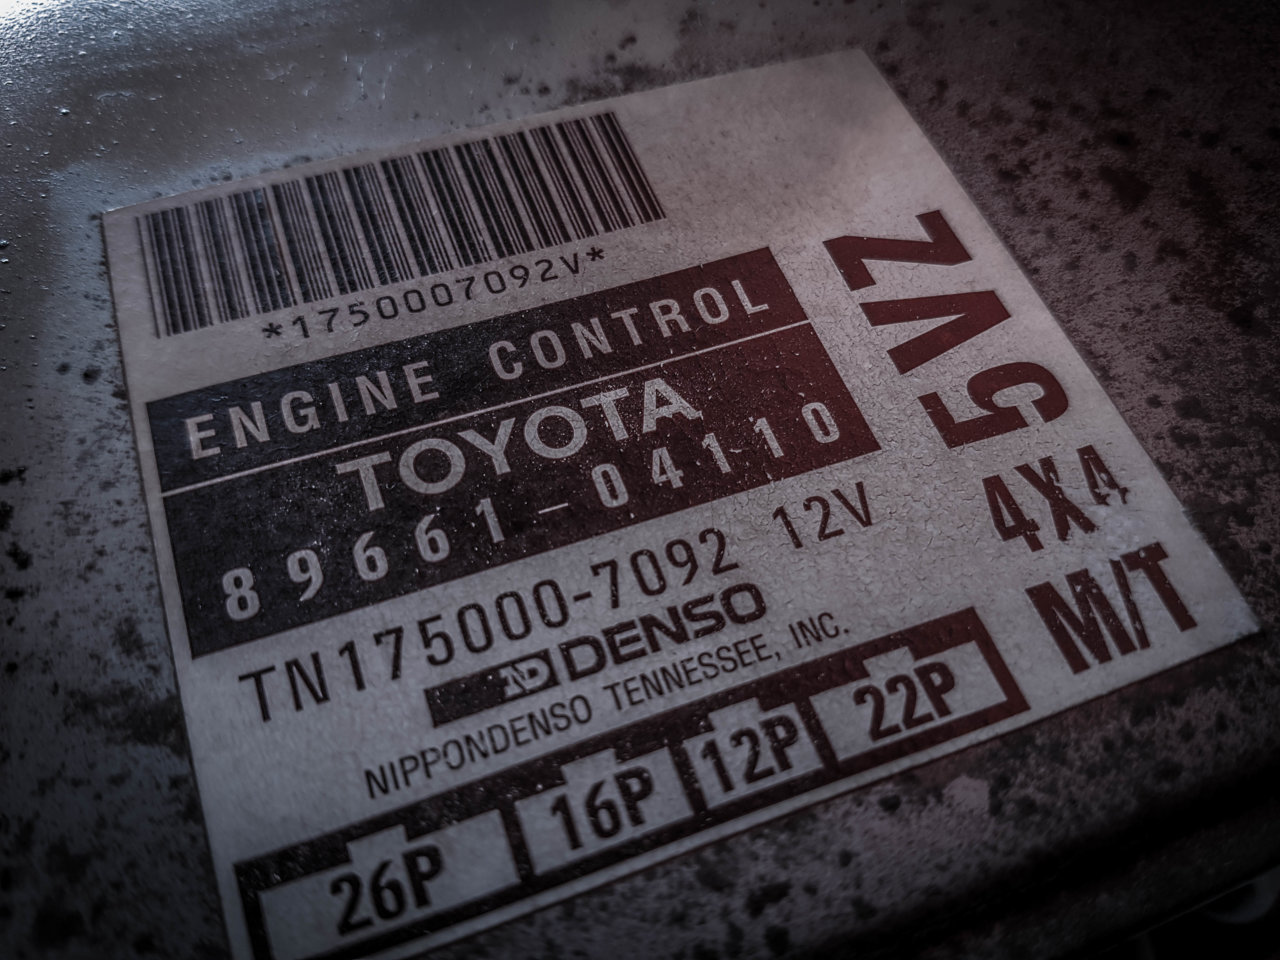 *1750007092V*
ENGINE CONTROL
TOYOTA
89661-04110
TN175000-7092 12V
ND DENSO
NIPPONDENSO TENNESSEE, INC.
26P 16P 12P 22P
5VZ
4X4
M/T